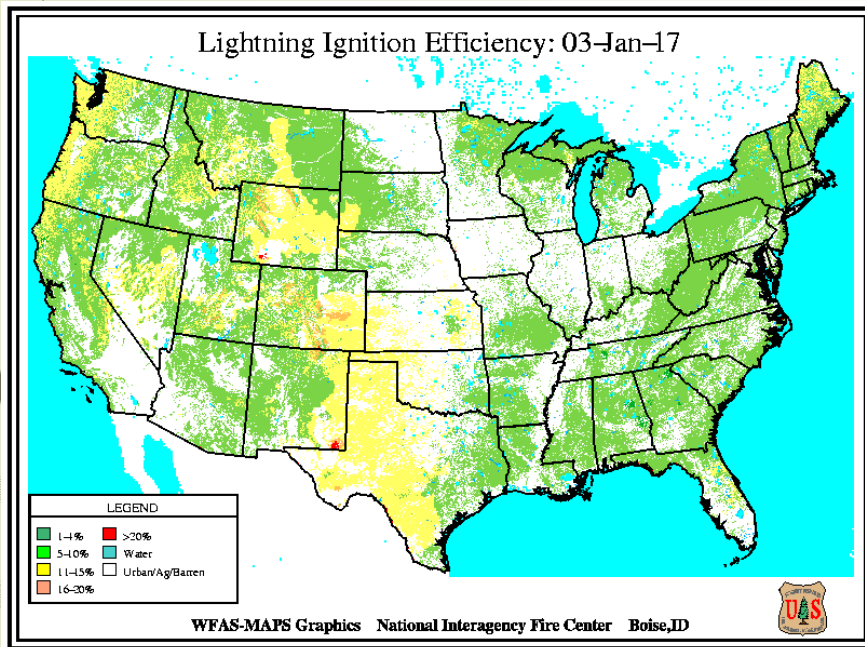 Lightning Ignition Efficiency: 03-Jan-17
LEGEND
1-4%
5-10%
11-15%
16-20%
>20%
Water
Urban/Ag/Barren
WFAS-MAPS Graphics National Interagency Fire Center Boise,ID
U S